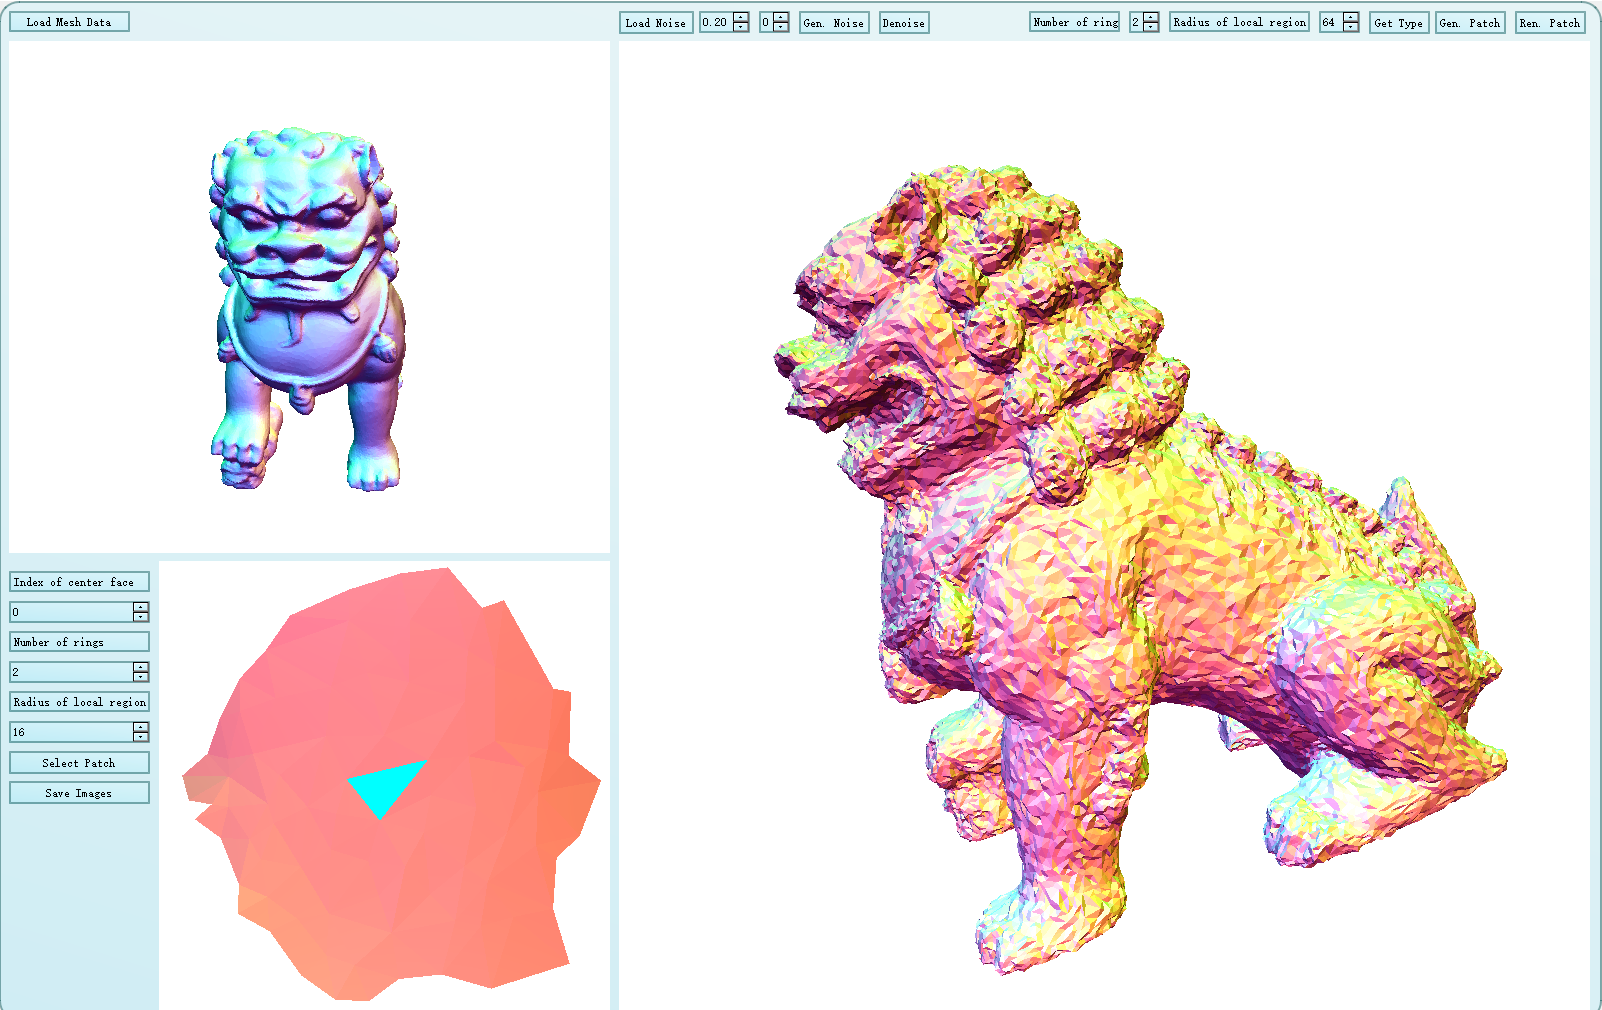 Load Mesh Data
Load Noise 0.20 0 Gen. Noise Denoise Number of ring 2 Radius of local region 64 Get Type Gen. Patch Ren. Patch
Index of center face
0
Number of rings
2
Radius of local region
16
Select Patch
Save Images